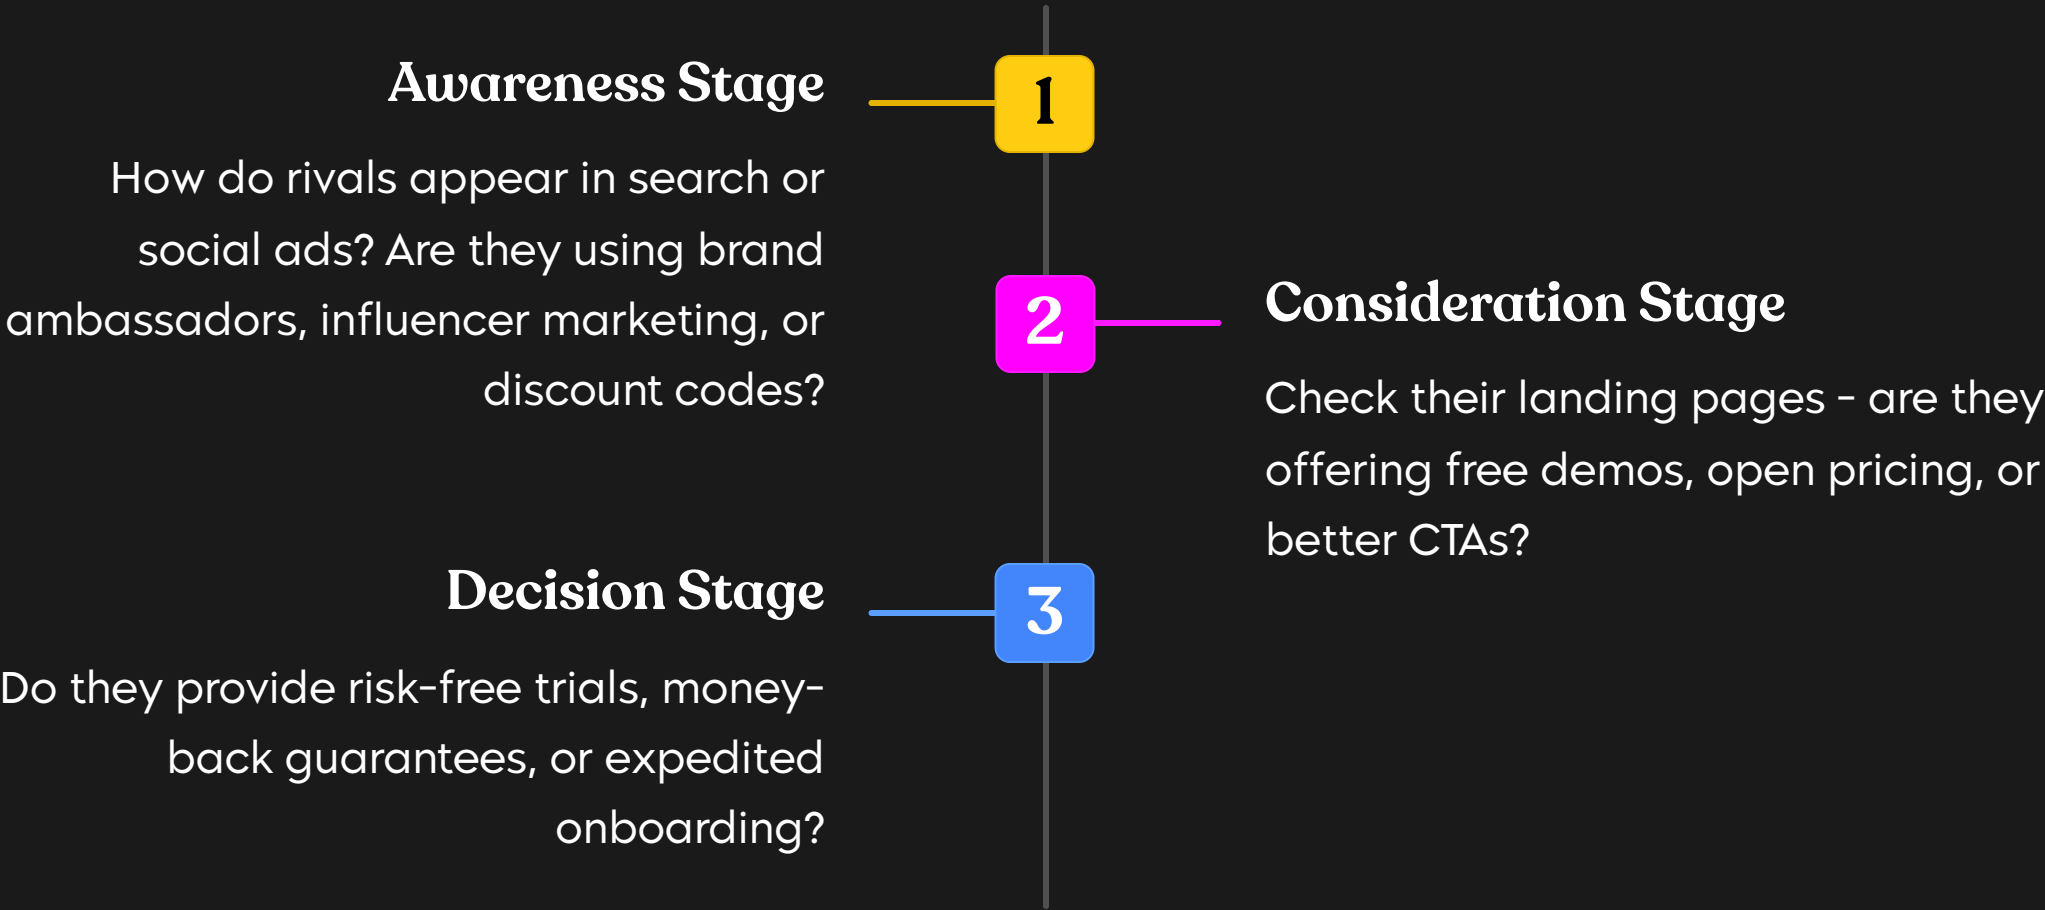 1
Awareness Stage
How do rivals appear in search or
social ads? Are they using brand
ambassadors, influencer marketing, or
discount codes?
2
Consideration Stage
Check their landing pages - are they
offering free demos, open pricing, or
better CTAs?
3
Decision Stage
Do they provide risk-free trials, money-
back guarantees, or expedited
onboarding?